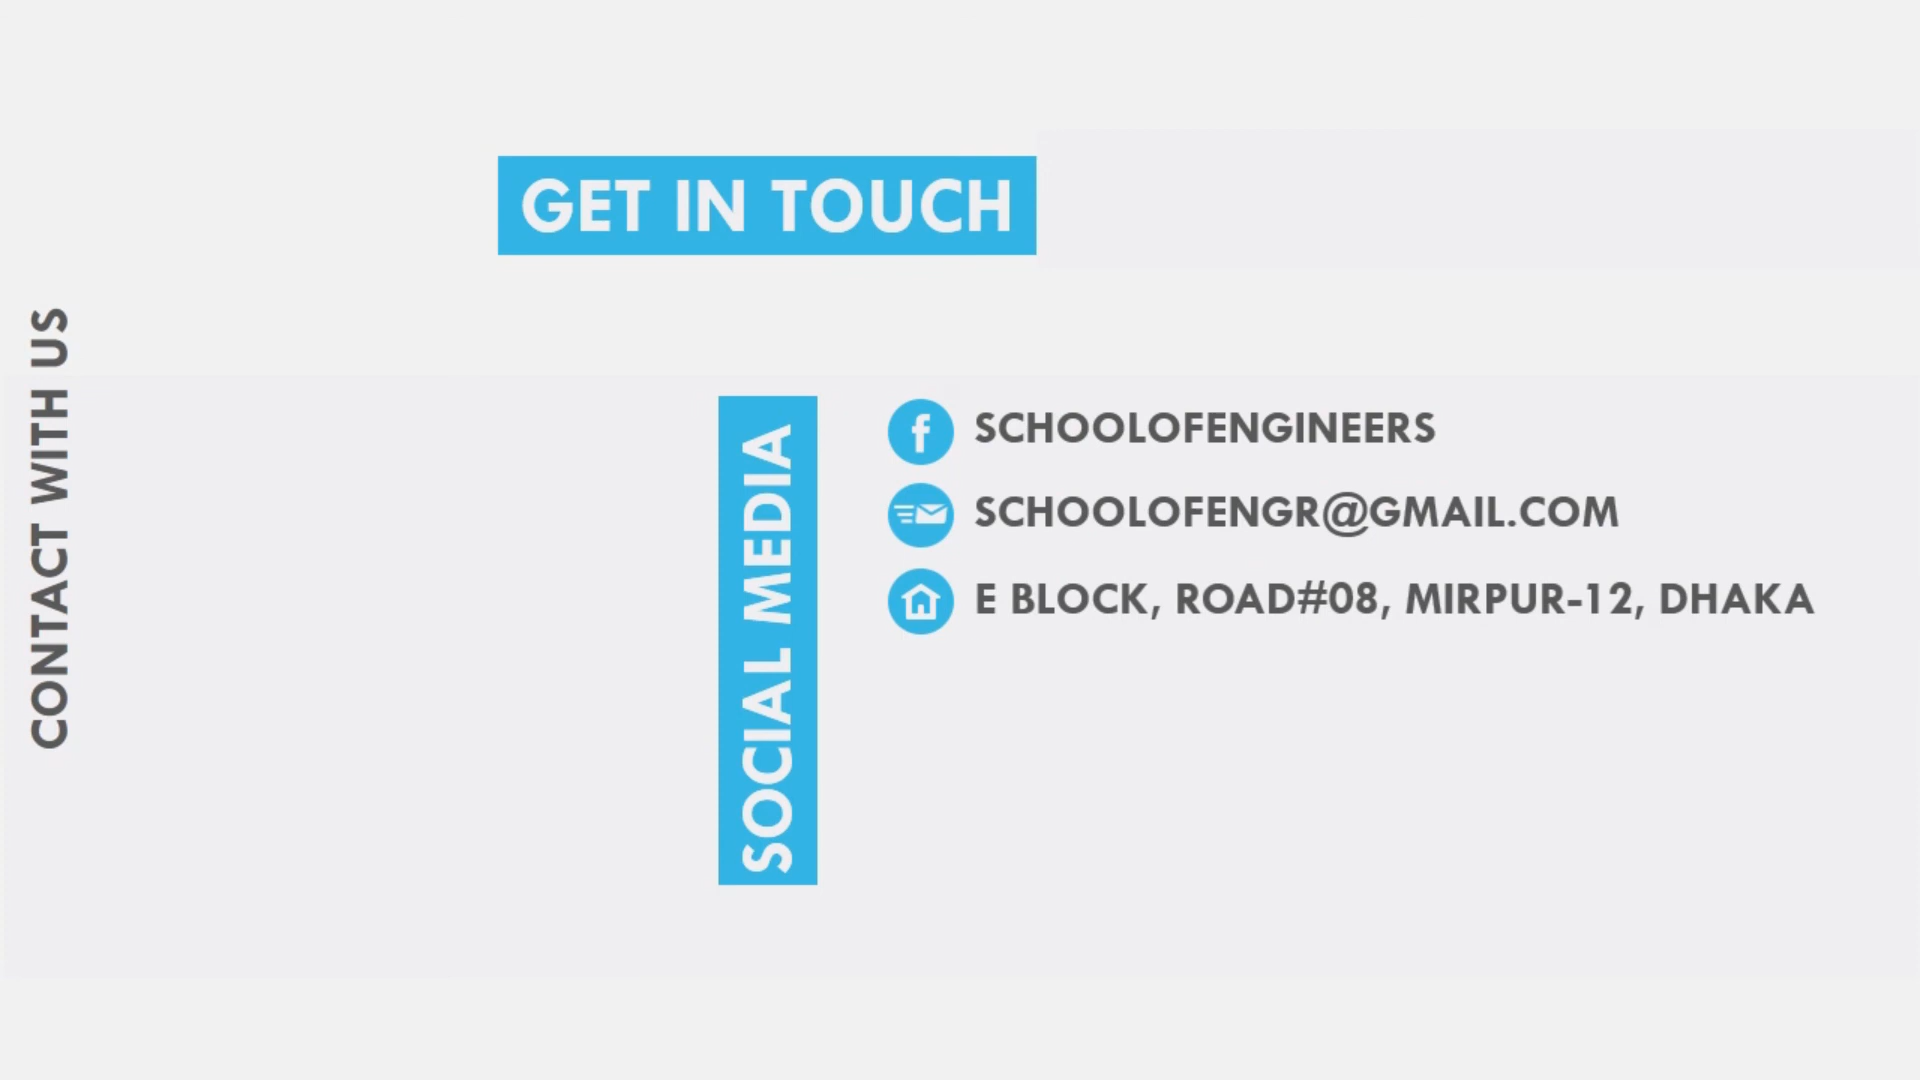 GET IN TOUCH
CONTACT WITH US
SOCIAL MEDIA
SCHOOLOFENGINEERS
SCHOOLOFENGR@GMAIL.COM
E BLOCK, ROAD#08, MIRPUR-12, DHAKA